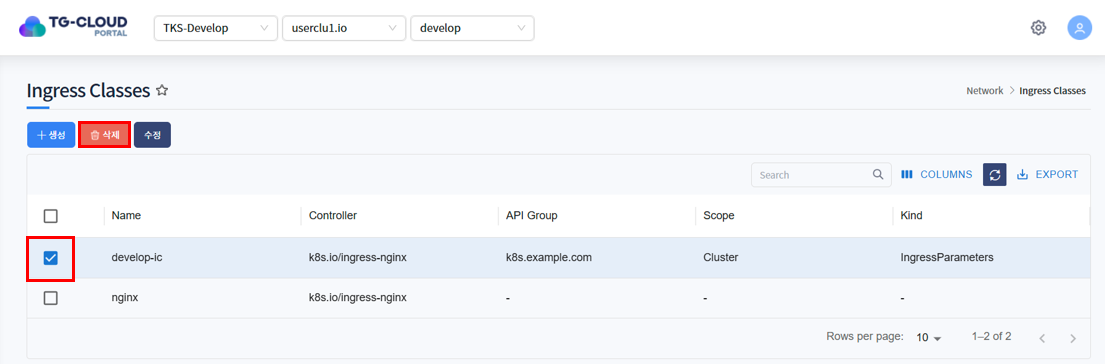 TG-CLOUD
PORTAL
TKS-Develop userclu1.io develop
Ingress Classes
Network > Ingress Classes
생성 삭제 수정
Search COLUMNS EXPORT
Name Controller API Group Scope Kind
develop-ic k8s.io/ingress-nginx k8s.example.com Cluster IngressParameters
nginx k8s.io/ingress-nginx - - -
Rows per page: 10 1–2 of 2